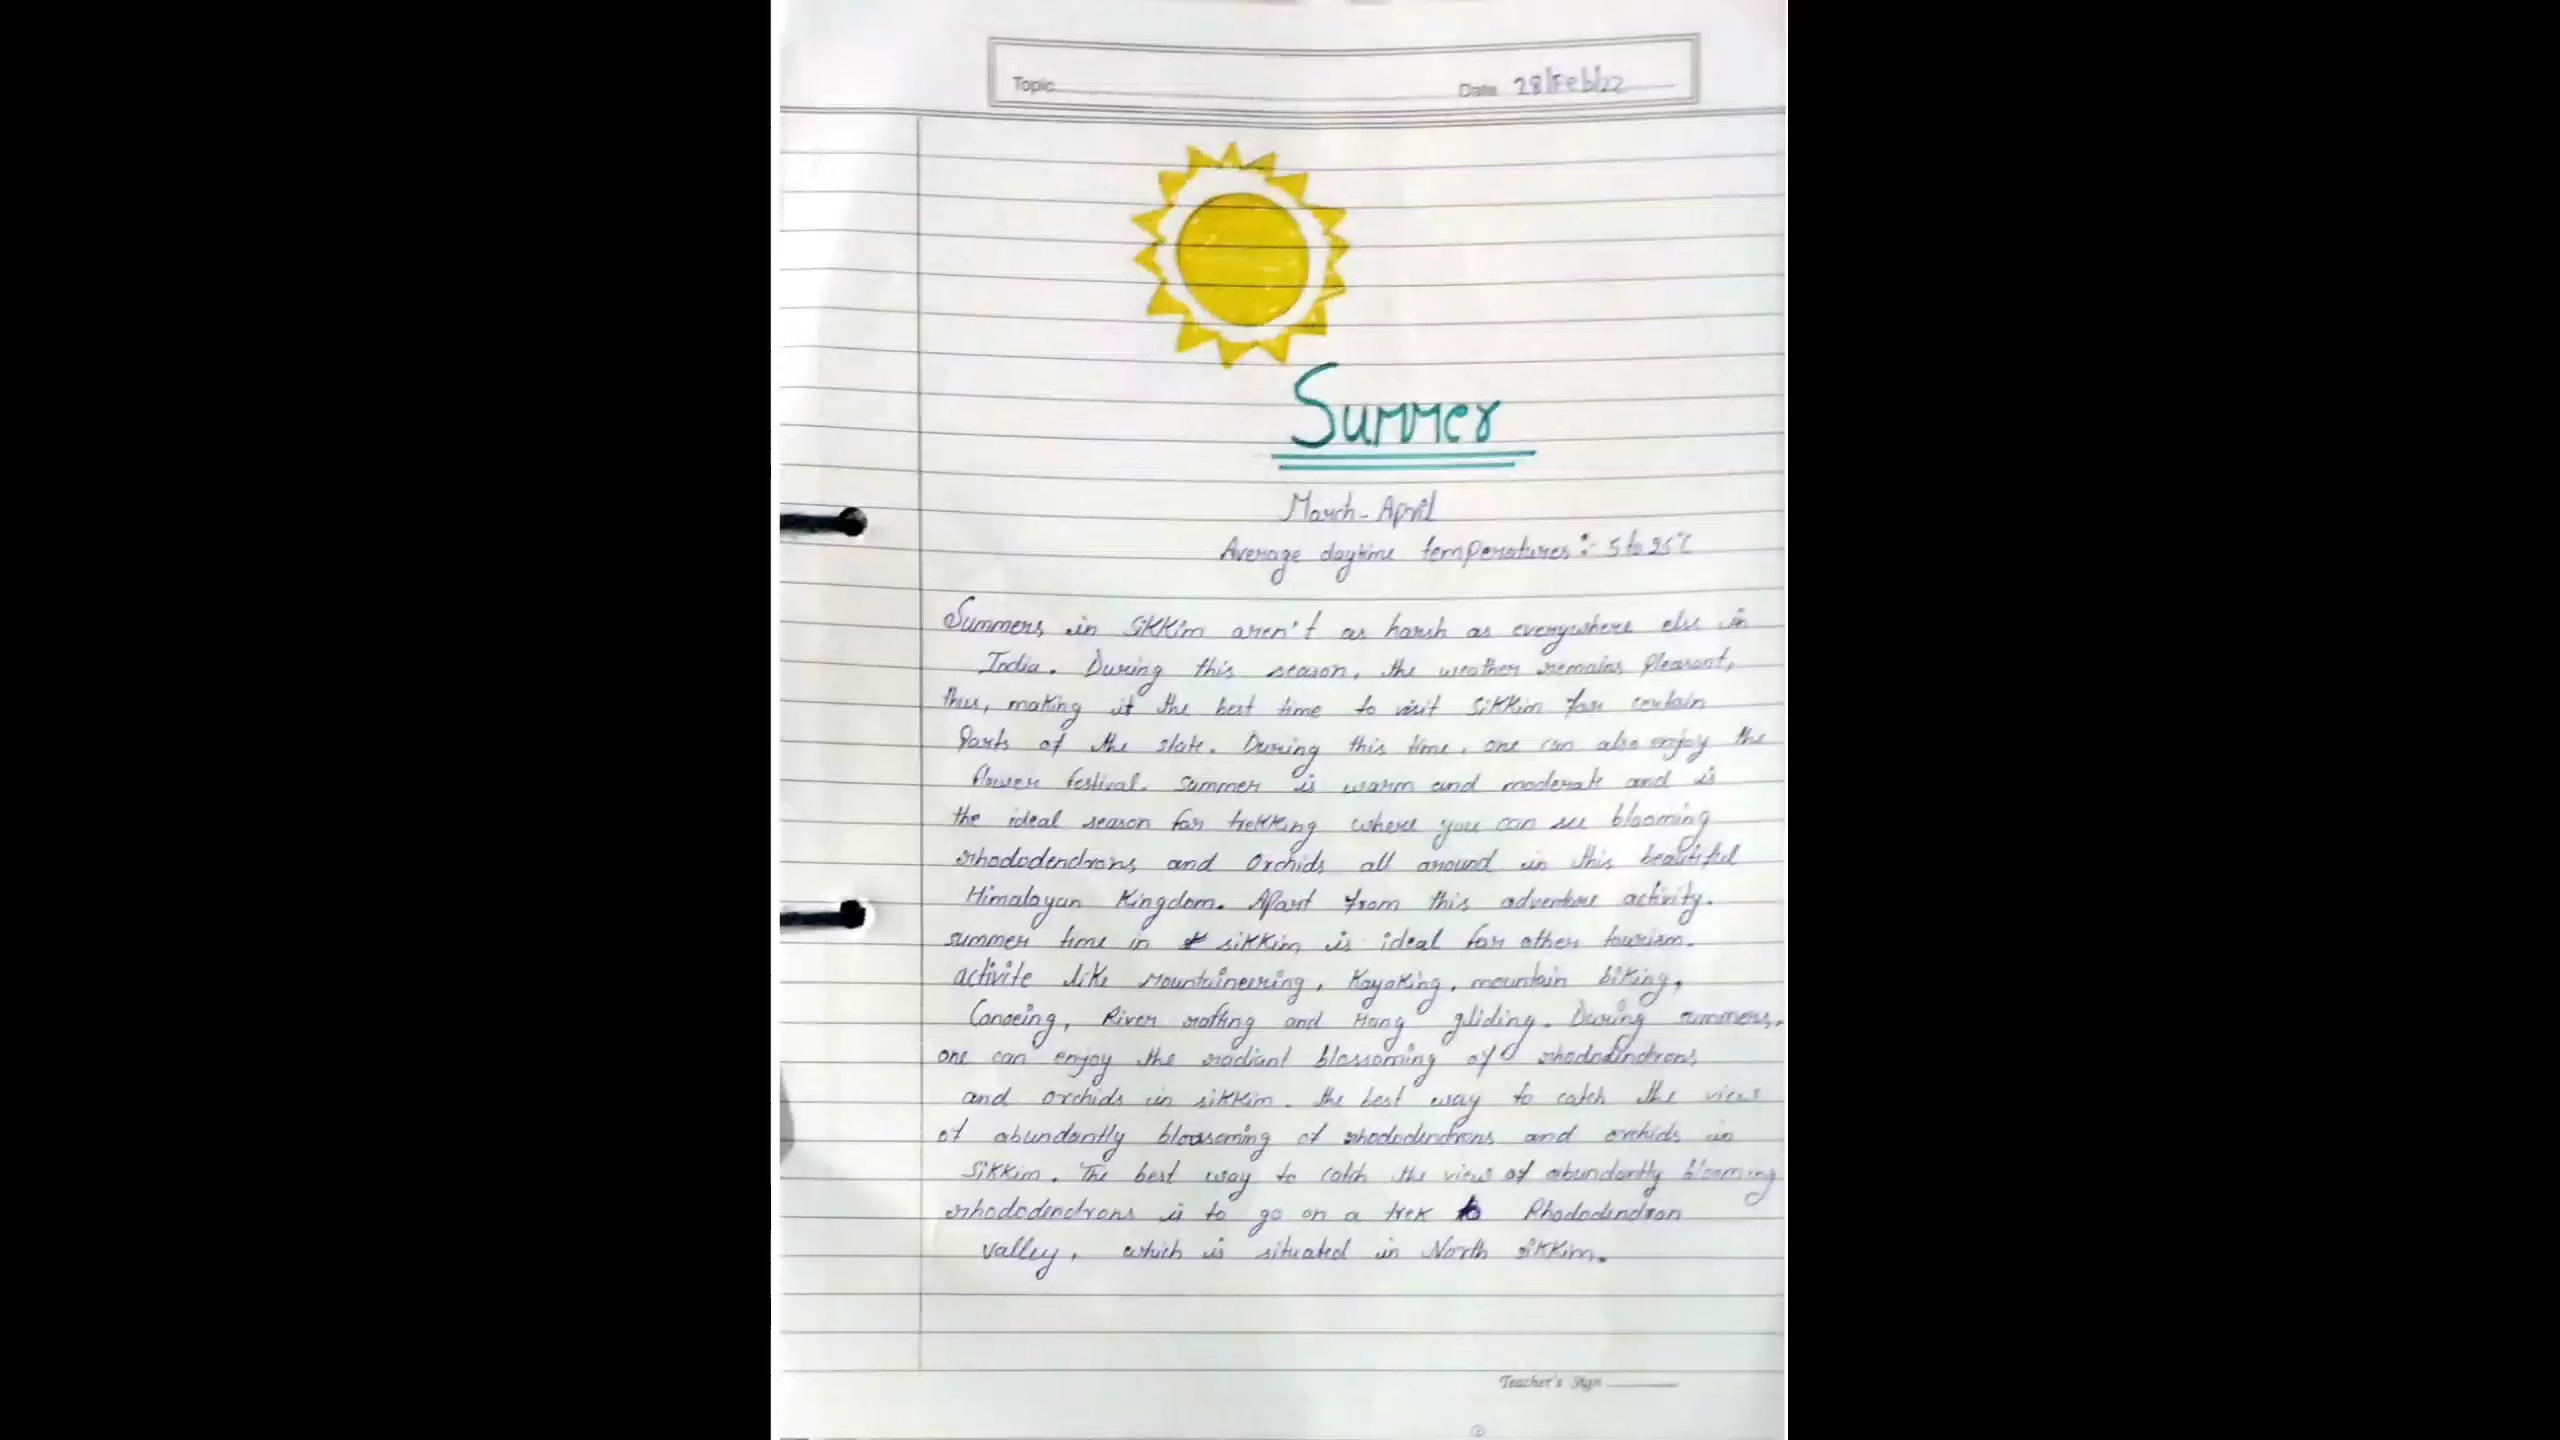 Topic
Date 28/Feb/22
Summer
March - April
Average daytime temperatures :- 5 to 25°C
Summers in Sikkim aren't as harsh as everywhere else in
India. During this season, the weather remains pleasant,
thus, making it the best time to visit Sikkim for certain
Parts of the state. During this time, one can also enjoy the
flower festival. Summer is warm and moderate and is
the ideal season for trekking where you can see blooming
rhododendrons and Orchids all around in this beautiful
Himalayan Kingdom. Apart from this adventure activity.
summer time in sikkim is ideal for other tourism.
activite like Mountaineering, Kayaking, mountain biking,
Canoeing, River rafting and Hang gliding. During summers,
one can enjoy the radiant blossoming of rhododendrons
and orchids in sikkim. The best way to catch the view
of abundantly blossoming of rhododendrons and orchids in
Sikkim. The best way to catch the view of abundantly blooming
rhododendrons is to go on a trek to Rhododendron
valley, which is situated in North sikkim.
Teacher's Sign